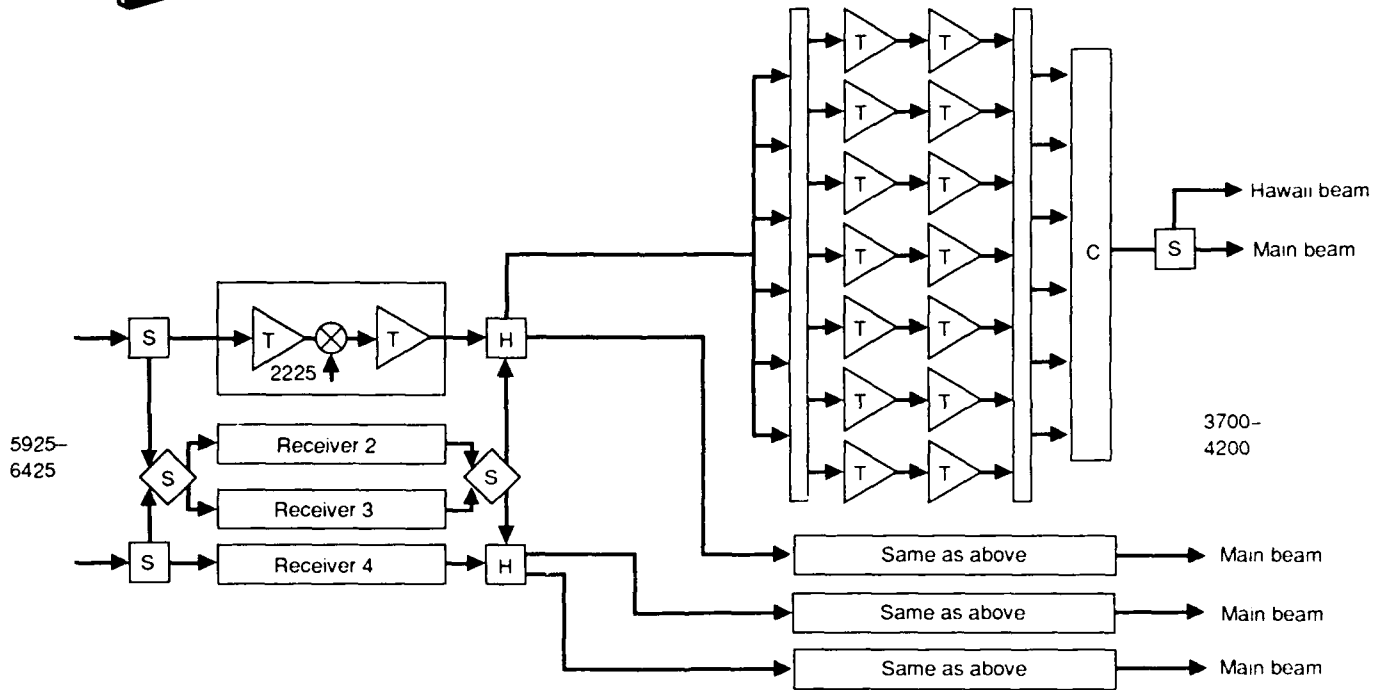 T T
T T
T T
T T
T T
T T
T T
C
S
Hawaii beam
Main beam
3700–
4200
S
T
2225
T
H
5925–
6425
S
Receiver 2
Receiver 3
S
S
Receiver 4
H
Same as above
Main beam
Same as above
Main beam
Same as above
Main beam